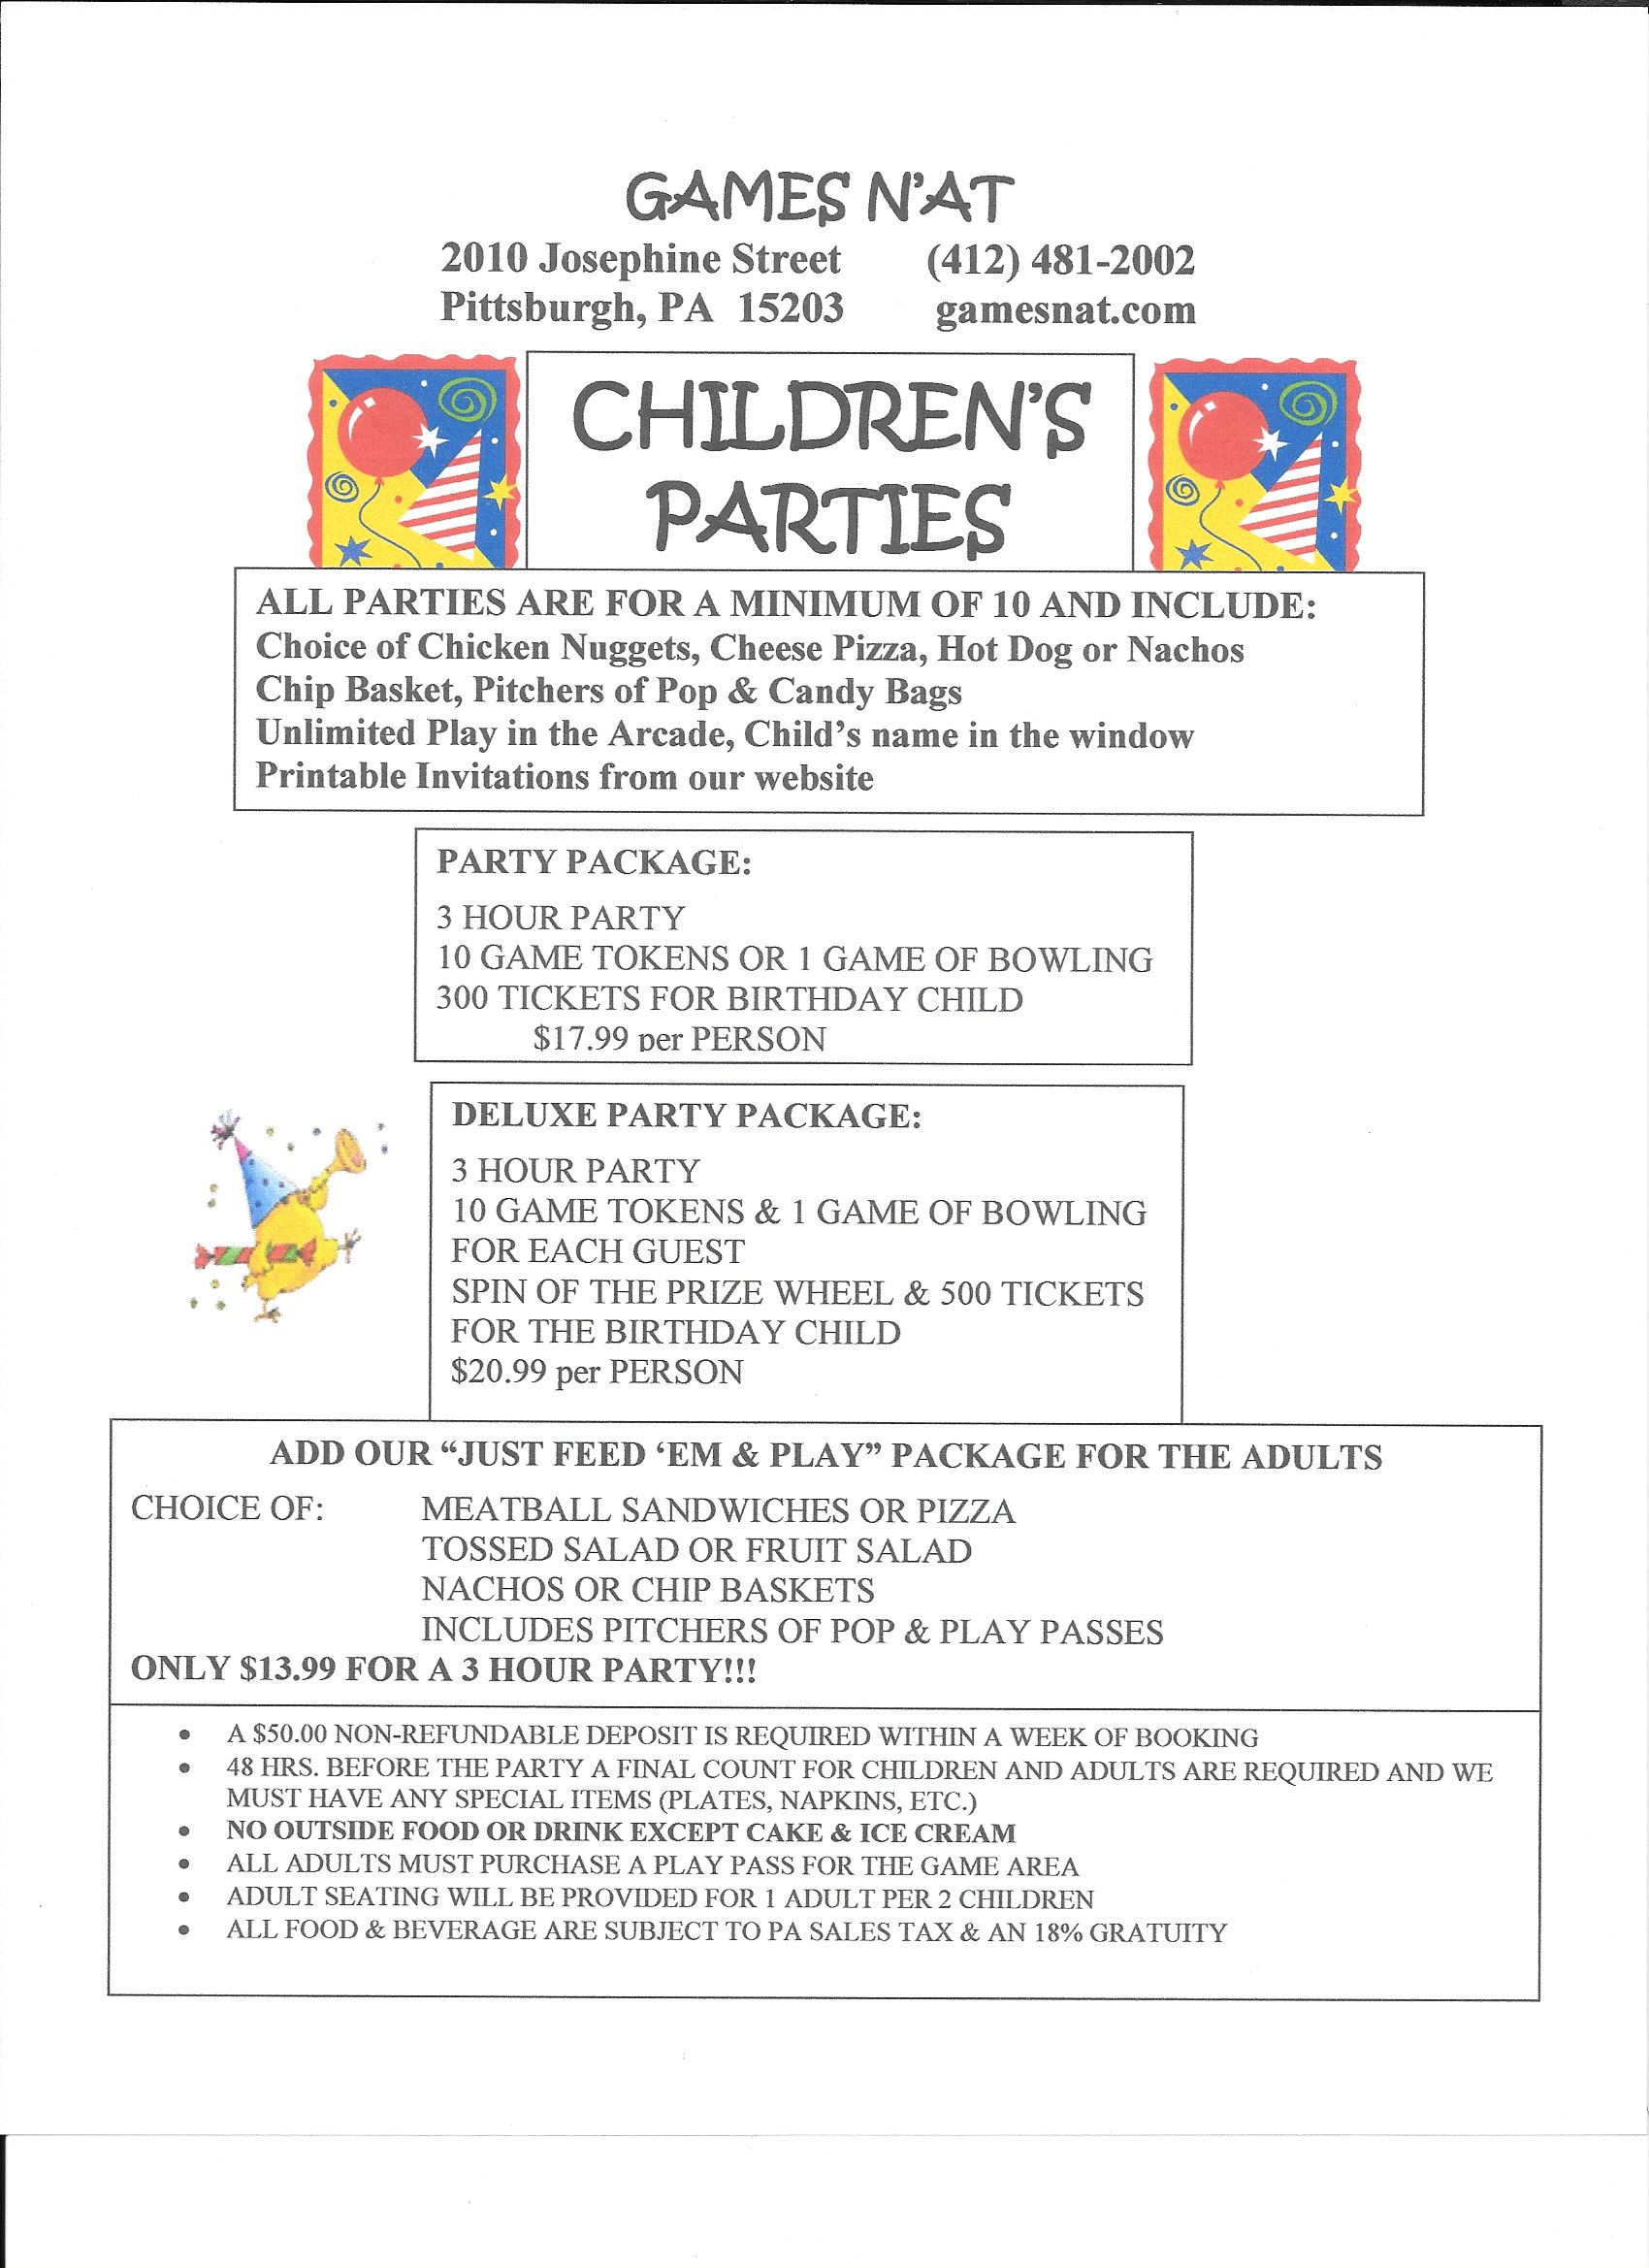 GAMES N'AT
2010 Josephine Street (412) 481-2002
Pittsburgh, PA 15203 gamesnat.com
CHILDREN'S
PARTIES
ALL PARTIES ARE FOR A MINIMUM OF 10 AND INCLUDE:
Choice of Chicken Nuggets, Cheese Pizza, Hot Dog or Nachos
Chip Basket, Pitchers of Pop & Candy Bags
Unlimited Play in the Arcade, Child's name in the window
Printable Invitations from our website
PARTY PACKAGE:
3 HOUR PARTY
10 GAME TOKENS OR 1 GAME OF BOWLING
300 TICKETS FOR BIRTHDAY CHILD
$17.99 per PERSON
DELUXE PARTY PACKAGE:
3 HOUR PARTY
10 GAME TOKENS & 1 GAME OF BOWLING
FOR EACH GUEST
SPIN OF THE PRIZE WHEEL & 500 TICKETS
FOR THE BIRTHDAY CHILD
$20.99 per PERSON
ADD OUR “JUST FEED ‘EM & PLAY” PACKAGE FOR THE ADULTS
CHOICE OF: MEATBALL SANDWICHES OR PIZZA
TOSSED SALAD OR FRUIT SALAD
NACHOS OR CHIP BASKETS
INCLUDES PITCHERS OF POP & PLAY PASSES
ONLY $13.99 FOR A 3 HOUR PARTY!!!
• A $50.00 NON-REFUNDABLE DEPOSIT IS REQUIRED WITHIN A WEEK OF BOOKING
• 48 HRS. BEFORE THE PARTY A FINAL COUNT FOR CHILDREN AND ADULTS ARE REQUIRED AND WE
MUST HAVE ANY SPECIAL ITEMS (PLATES, NAPKINS, ETC.)
• NO OUTSIDE FOOD OR DRINK EXCEPT CAKE & ICE CREAM
• ALL ADULTS MUST PURCHASE A PLAY PASS FOR THE GAME AREA
• ADULT SEATING WILL BE PROVIDED FOR 1 ADULT PER 2 CHILDREN
• ALL FOOD & BEVERAGE ARE SUBJECT TO PA SALES TAX & AN 18% GRATUITY